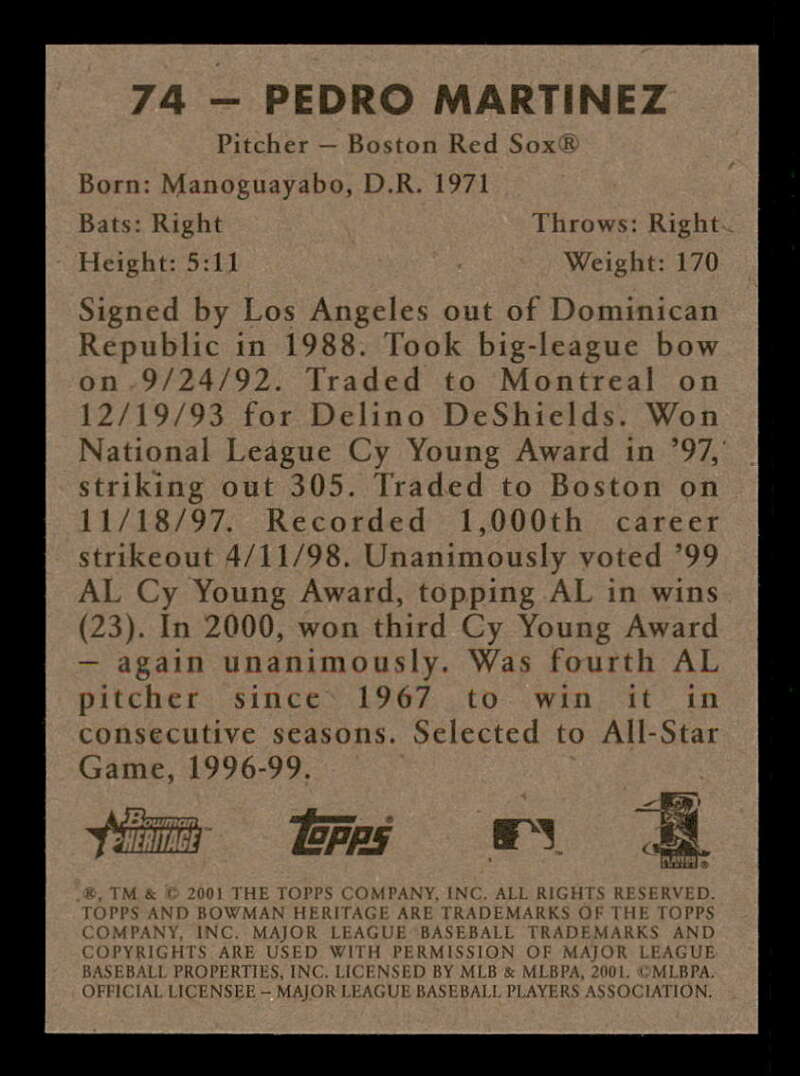 74 – PEDRO MARTINEZ
Pitcher – Boston Red Sox®
Born: Manoguayabo, D.R. 1971
Bats: Right Throws: Right
Height: 5:11 Weight: 170
Signed by Los Angeles out of Dominican
Republic in 1988. Took big-league bow
on 9/24/92. Traded to Montreal on
12/19/93 for Delino DeShields. Won
National League Cy Young Award in ’97,
striking out 305. Traded to Boston on
11/18/97. Recorded 1,000th career
strikeout 4/11/98. Unanimously voted ’99
AL Cy Young Award, topping AL in wins
(23). In 2000, won third Cy Young Award
– again unanimously. Was fourth AL
pitcher since 1967 to win it in
consecutive seasons. Selected to All-Star
Game, 1996-99.
Bowman HERITAGE™ Topps
®, TM & © 2001 THE TOPPS COMPANY, INC. ALL RIGHTS RESERVED.
TOPPS AND BOWMAN HERITAGE ARE TRADEMARKS OF THE TOPPS
COMPANY, INC. MAJOR LEAGUE BASEBALL TRADEMARKS AND
COPYRIGHTS ARE USED WITH PERMISSION OF MAJOR LEAGUE
BASEBALL PROPERTIES, INC. LICENSED BY MLB & MLBPA, 2001. ©MLBPA.
OFFICIAL LICENSEE – MAJOR LEAGUE BASEBALL PLAYERS ASSOCIATION.